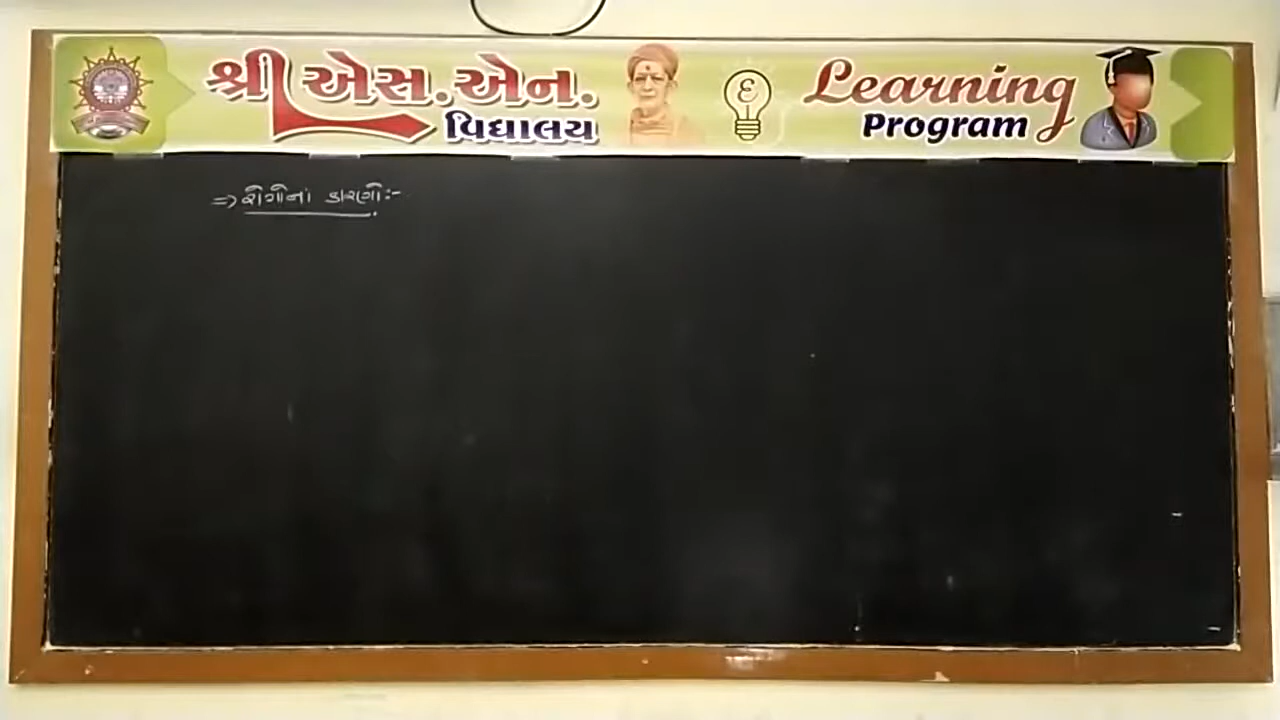 શ્રી એસ.એન.
વિદ્યાલય
Learning
Program
=> રોગોનાં કારણો:-